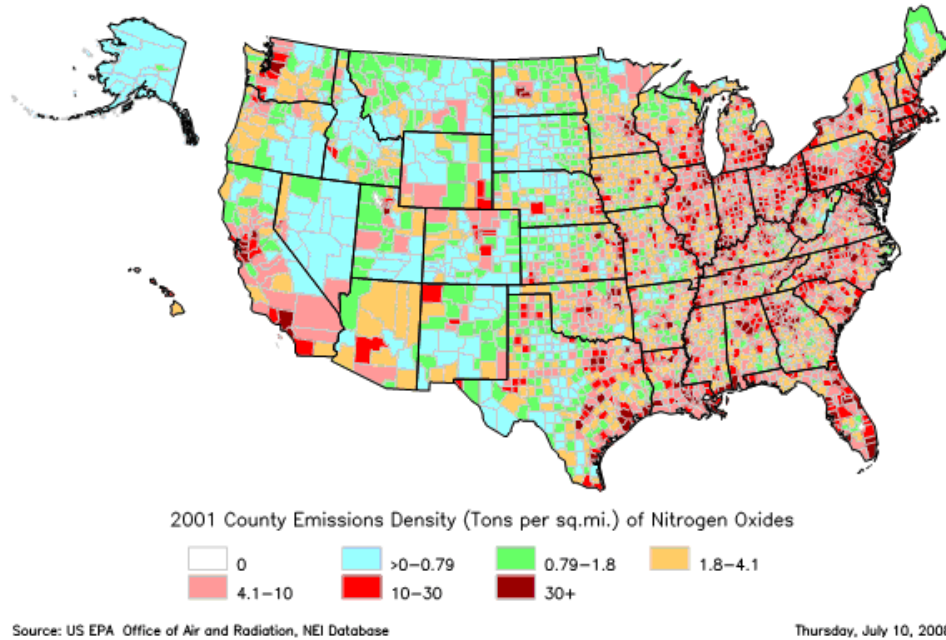 2001 County Emissions Density (Tons per sq.mi.) of Nitrogen Oxides
0 >0-0.79 0.79-1.8 1.8-4.1
4.1-10 10-30 30+
Source: US EPA Office of Air and Radiation, NEI Database Thursday, July 10, 2008